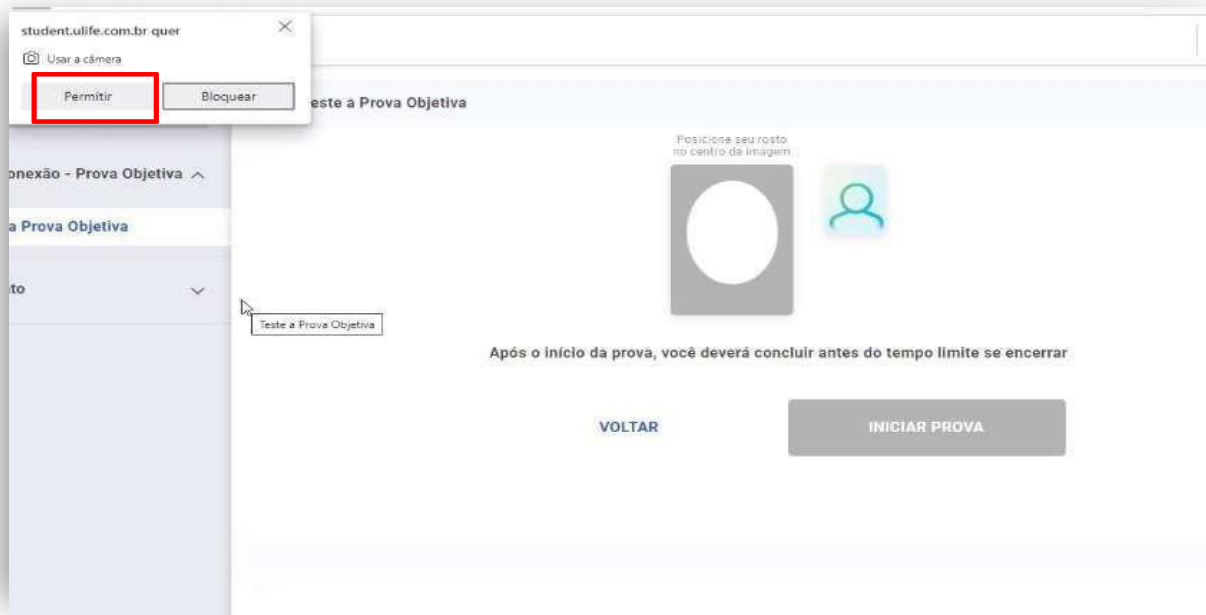 student.ulife.com.br quer
Usar a câmera
Permitir
Bloquear
este a Prova Objetiva
Posicione seu rosto
no centro da imagem
onexão - Prova Objetiva
a Prova Objetiva
to
Teste a Prova Objetiva
Após o início da prova, você deverá concluir antes do tempo limite se encerrar
VOLTAR
INICIAR PROVA